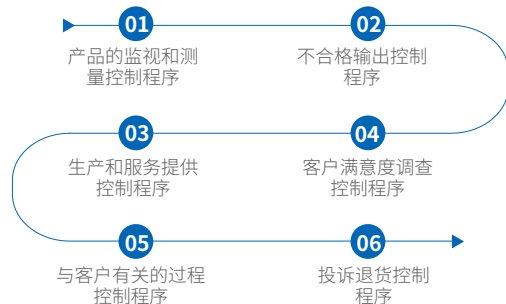 01
产品的监视和测
量控制程序
02
不合格输出控制
程序
03
生产和服务提供
控制程序
04
客户满意度调查
控制程序
05
与客户有关的过程
控制程序
06
投诉退货控制
程序